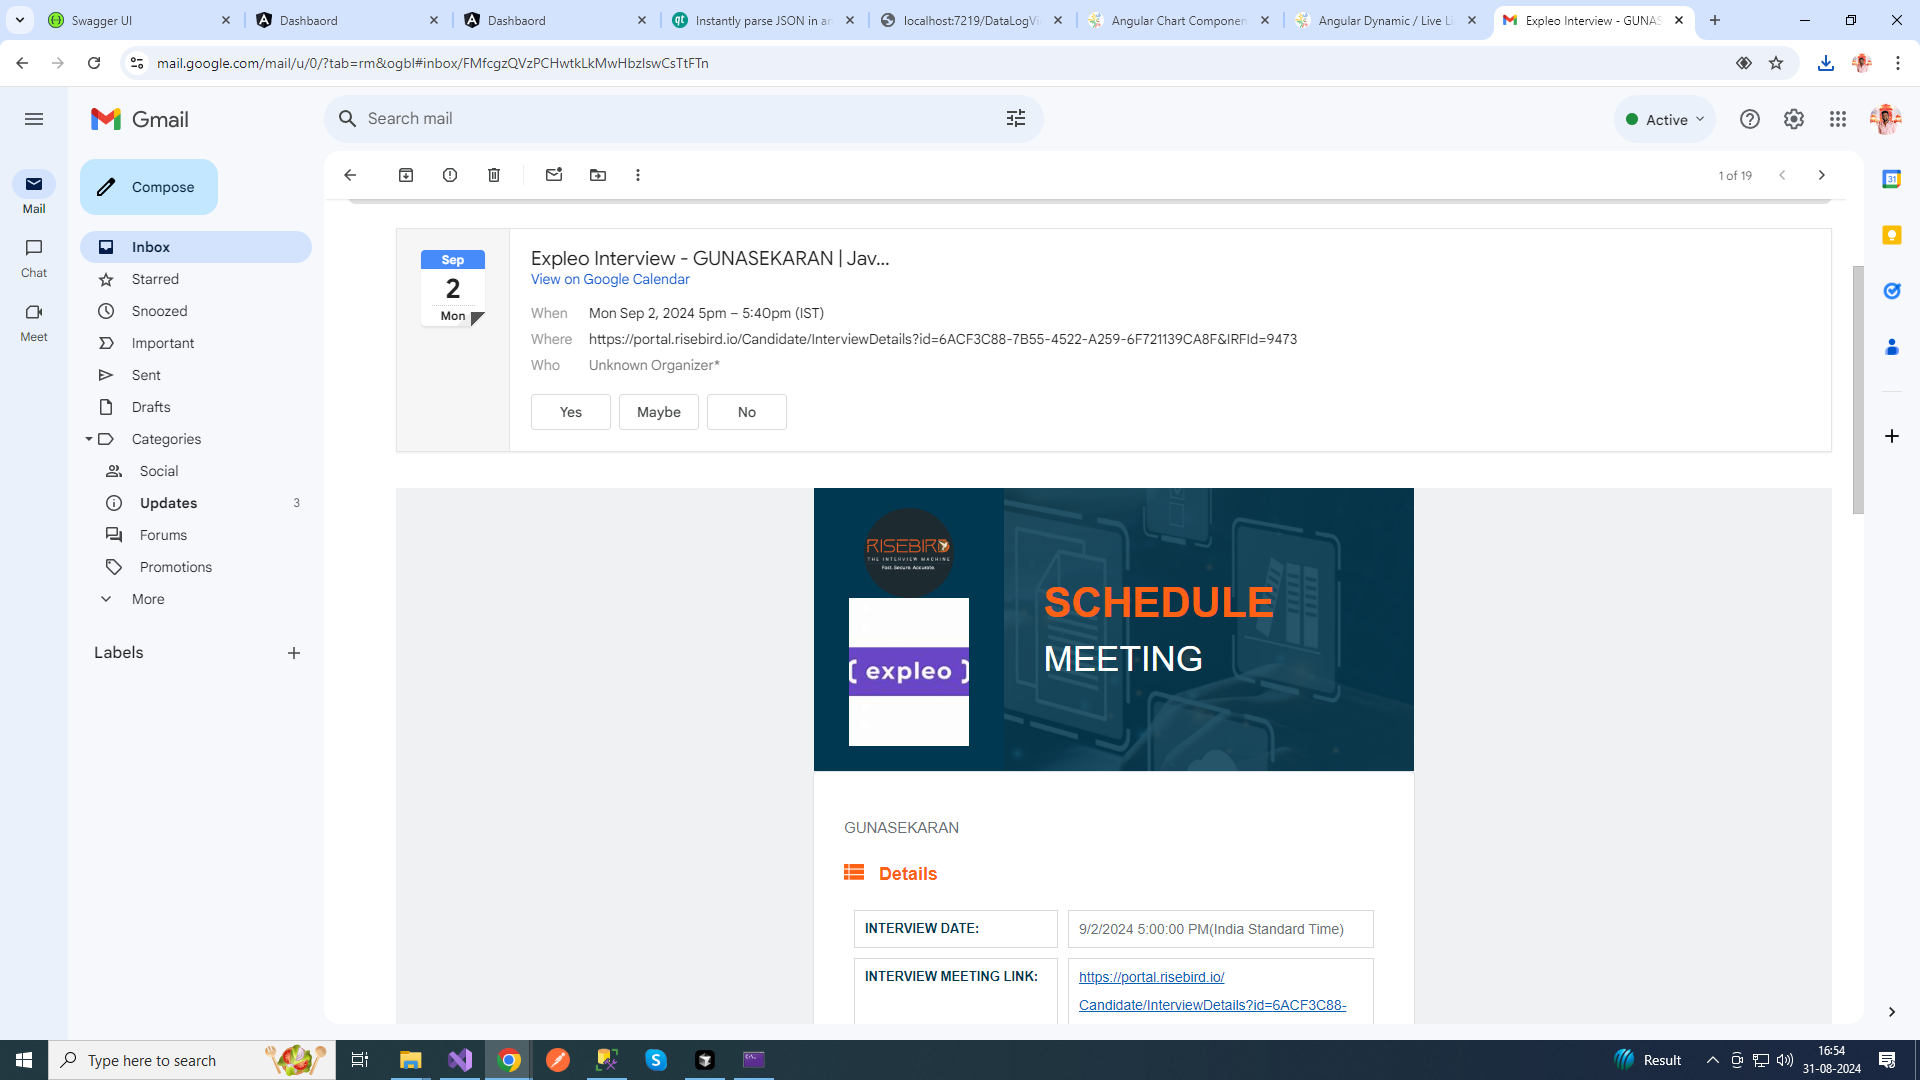 Swagger UI
Dashbaord
Dashbaord
Instantly parse JSON in an
localhost:7219/DataLogVi
Angular Chart Componen
Angular Dynamic / Live Li
Expleo Interview - GUNAS
mail.google.com/mail/u/0/?tab=rm&ogbl#inbox/FMfcgzQVzPCHwtkLkMwHbzlswCsTtFTn
Gmail
Search mail
Active
Compose
1 of 19
Mail
Chat
Meet
Inbox
Starred
Snoozed
Important
Sent
Drafts
Categories
Social
Updates 3
Forums
Promotions
More
Labels
31
Sep
2
Mon
Expleo Interview - GUNASEKARAN | Jav...
View on Google Calendar
When Mon Sep 2, 2024 5pm – 5:40pm (IST)
Where https://portal.risebird.io/Candidate/InterviewDetails?id=6ACF3C88-7B55-4522-A259-6F721139CA8F&IRFId=9473
Who Unknown Organizer*
Yes Maybe No
RISEBIRD
THE INTERVIEW MACHINE
Fast. Secure. Accurate.
{ expleo }
SCHEDULE
MEETING
GUNASEKARAN
Details
INTERVIEW DATE: 9/2/2024 5:00:00 PM(India Standard Time)
INTERVIEW MEETING LINK: https://portal.risebird.io/
Candidate/InterviewDetails?id=6ACF3C88-
Type here to search
Result
16:54
31-08-2024